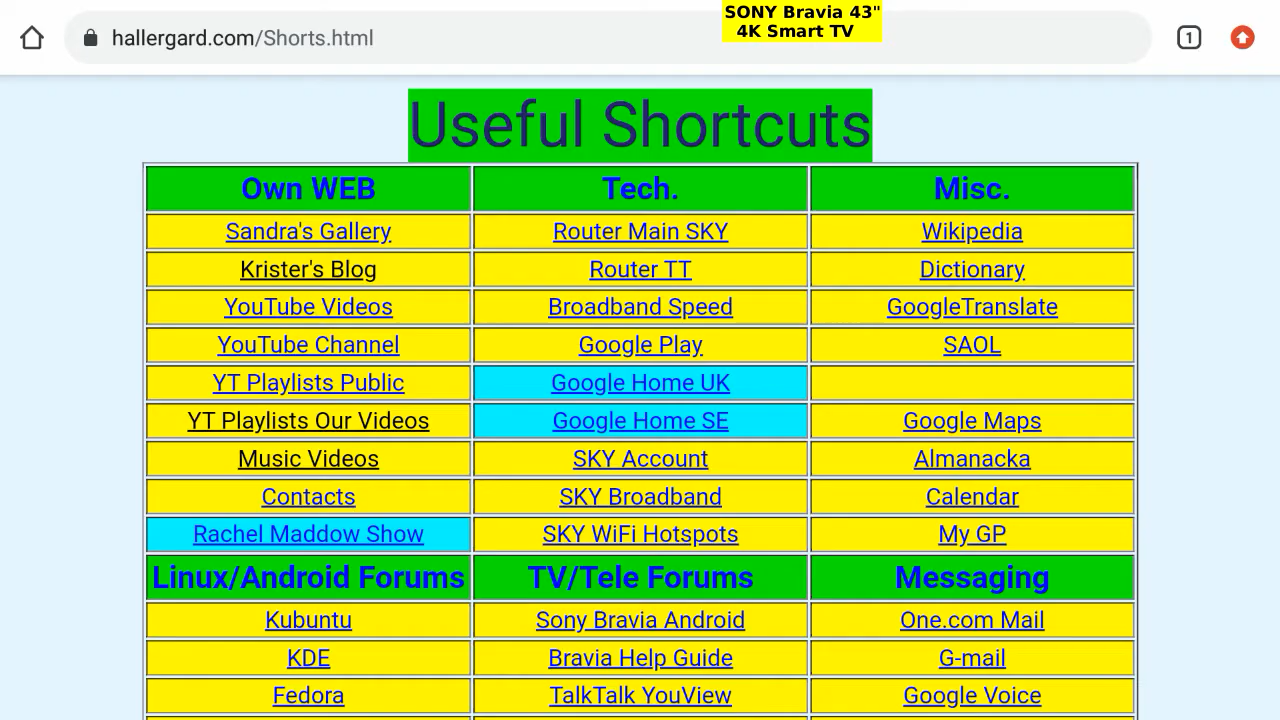 SONY Bravia 43"
4K Smart TV
hallergard.com/Shorts.html
1
Useful Shortcuts
Own WEB Tech. Misc.
Sandra's Gallery Router Main SKY Wikipedia
Krister's Blog Router TT Dictionary
YouTube Videos Broadband Speed GoogleTranslate
YouTube Channel Google Play SAOL
YT Playlists Public Google Home UK
YT Playlists Our Videos Google Home SE Google Maps
Music Videos SKY Account Almanacka
Contacts SKY Broadband Calendar
Rachel Maddow Show SKY WiFi Hotspots My GP
Linux/Android Forums TV/Tele Forums Messaging
Kubuntu Sony Bravia Android One.com Mail
KDE Bravia Help Guide G-mail
Fedora TalkTalk YouView Google Voice